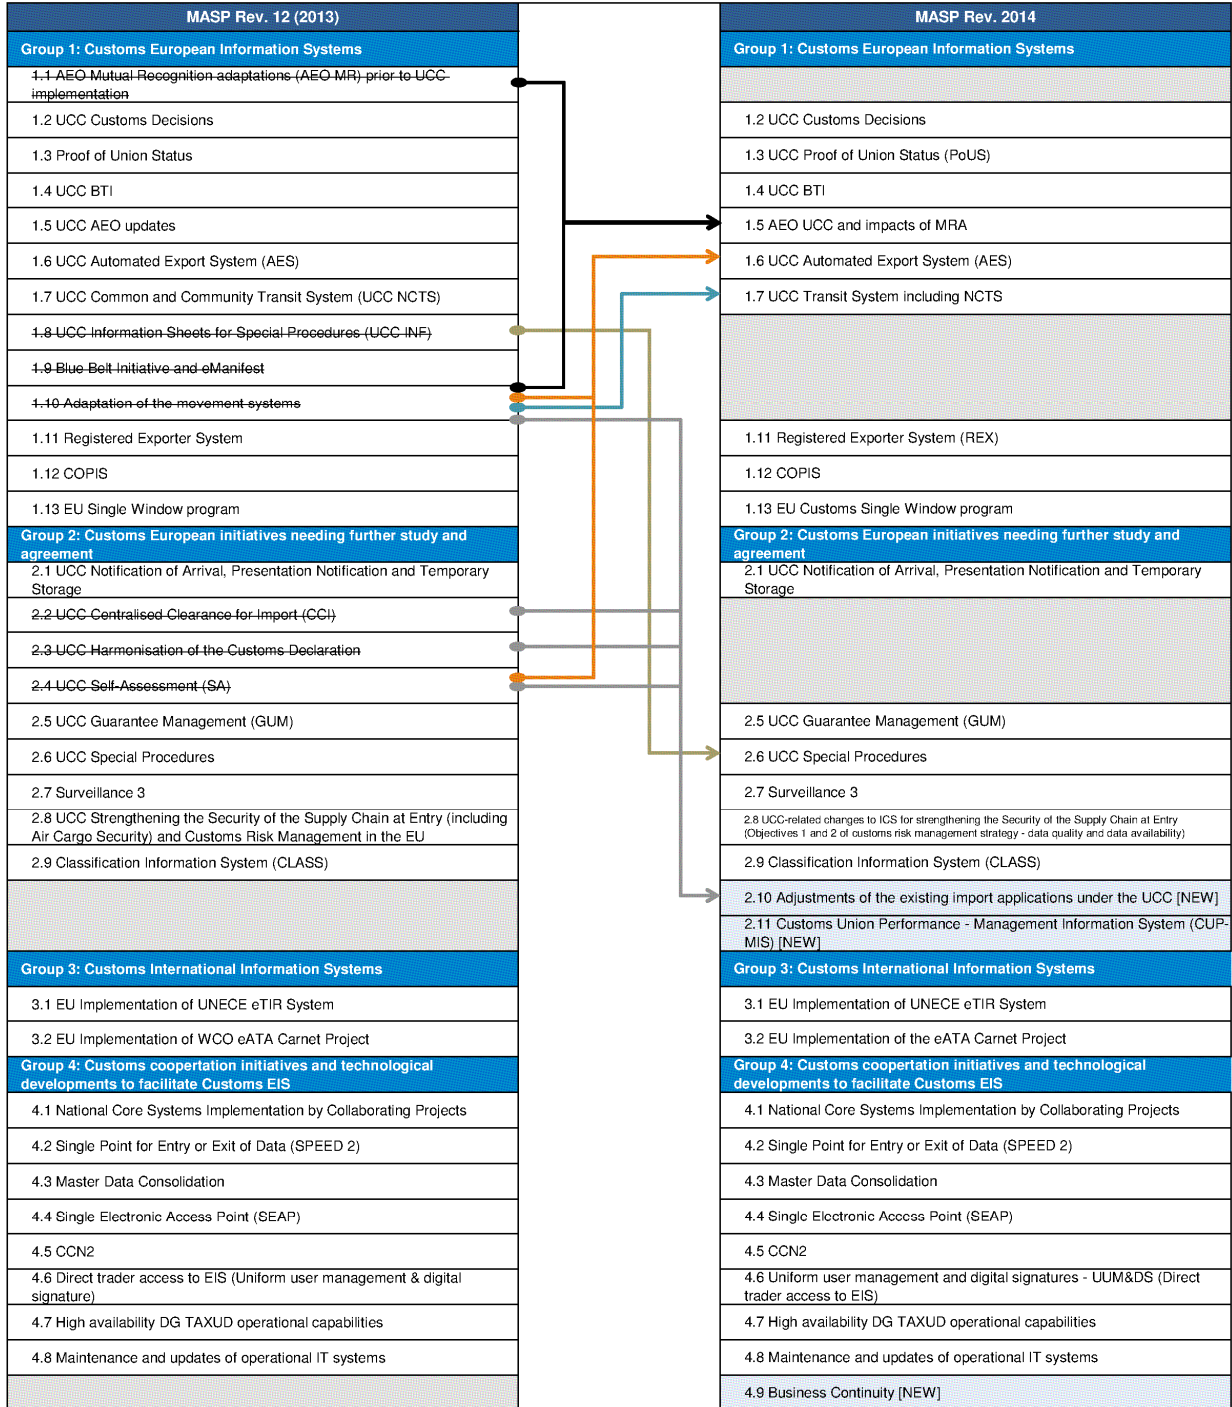 MASP Rev. 12 (2013)
Group 1: Customs European Information Systems
1.1 AEO Mutual Recognition adaptations (AEO MR) prior to UCC
implementation
1.2 UCC Customs Decisions
1.3 Proof of Union Status
1.4 UCC BTI
1.5 UCC AEO updates
1.6 UCC Automated Export System (AES)
1.7 UCC Common and Community Transit System (UCC NCTS)
1.8 UCC Information Sheets for Special Procedures (UCC INF)
1.9 Blue Belt Initiative and eManifest
1.10 Adaptation of the movement systems
1.11 Registered Exporter System
1.12 COPIS
1.13 EU Single Window program
Group 2: Customs European initiatives needing further study and
agreement
2.1 UCC Notification of Arrival, Presentation Notification and Temporary
Storage
2.2 UCC Centralised Clearance for Import (CCI)
2.3 UCC Harmonisation of the Customs Declaration
2.4 UCC Self-Assessment (SA)
2.5 UCC Guarantee Management (GUM)
2.6 UCC Special Procedures
2.7 Surveillance 3
2.8 UCC Strengthening the Security of the Supply Chain at Entry (including
Air Cargo Security) and Customs Risk Management in the EU
2.9 Classification Information System (CLASS)
Group 3: Customs International Information Systems
3.1 EU Implementation of UNECE eTIR System
3.2 EU Implementation of WCO eATA Carnet Project
Group 4: Customs coopertation initiatives and technological
developments to facilitate Customs EIS
4.1 National Core Systems Implementation by Collaborating Projects
4.2 Single Point for Entry or Exit of Data (SPEED 2)
4.3 Master Data Consolidation
4.4 Single Electronic Access Point (SEAP)
4.5 CCN2
4.6 Direct trader access to EIS (Uniform user management & digital
signature)
4.7 High availability DG TAXUD operational capabilities
4.8 Maintenance and updates of operational IT systems
MASP Rev. 2014
Group 1: Customs European Information Systems
1.2 UCC Customs Decisions
1.3 UCC Proof of Union Status (PoUS)
1.4 UCC BTI
1.5 AEO UCC and impacts of MRA
1.6 UCC Automated Export System (AES)
1.7 UCC Transit System including NCTS
1.11 Registered Exporter System (REX)
1.12 COPIS
1.13 EU Customs Single Window program
Group 2: Customs European initiatives needing further study and
agreement
2.1 UCC Notification of Arrival, Presentation Notification and Temporary
Storage
2.5 UCC Guarantee Management (GUM)
2.6 UCC Special Procedures
2.7 Surveillance 3
2.8 UCC-related changes to ICS for strengthening the Security of the Supply Chain at Entry
(Objectives 1 and 2 of customs risk management strategy - data quality and data availability)
2.9 Classification Information System (CLASS)
2.10 Adjustments of the existing import applications under the UCC [NEW]
2.11 Customs Union Performance - Management Information System (CUP-
MIS) [NEW]
Group 3: Customs International Information Systems
3.1 EU Implementation of UNECE eTIR System
3.2 EU Implementation of the eATA Carnet Project
Group 4: Customs coopertation initiatives and technological
developments to facilitate Customs EIS
4.1 National Core Systems Implementation by Collaborating Projects
4.2 Single Point for Entry or Exit of Data (SPEED 2)
4.3 Master Data Consolidation
4.4 Single Electronic Access Point (SEAP)
4.5 CCN2
4.6 Uniform user management and digital signatures - UUM&DS (Direct
trader access to EIS)
4.7 High availability DG TAXUD operational capabilities
4.8 Maintenance and updates of operational IT systems
4.9 Business Continuity [NEW]